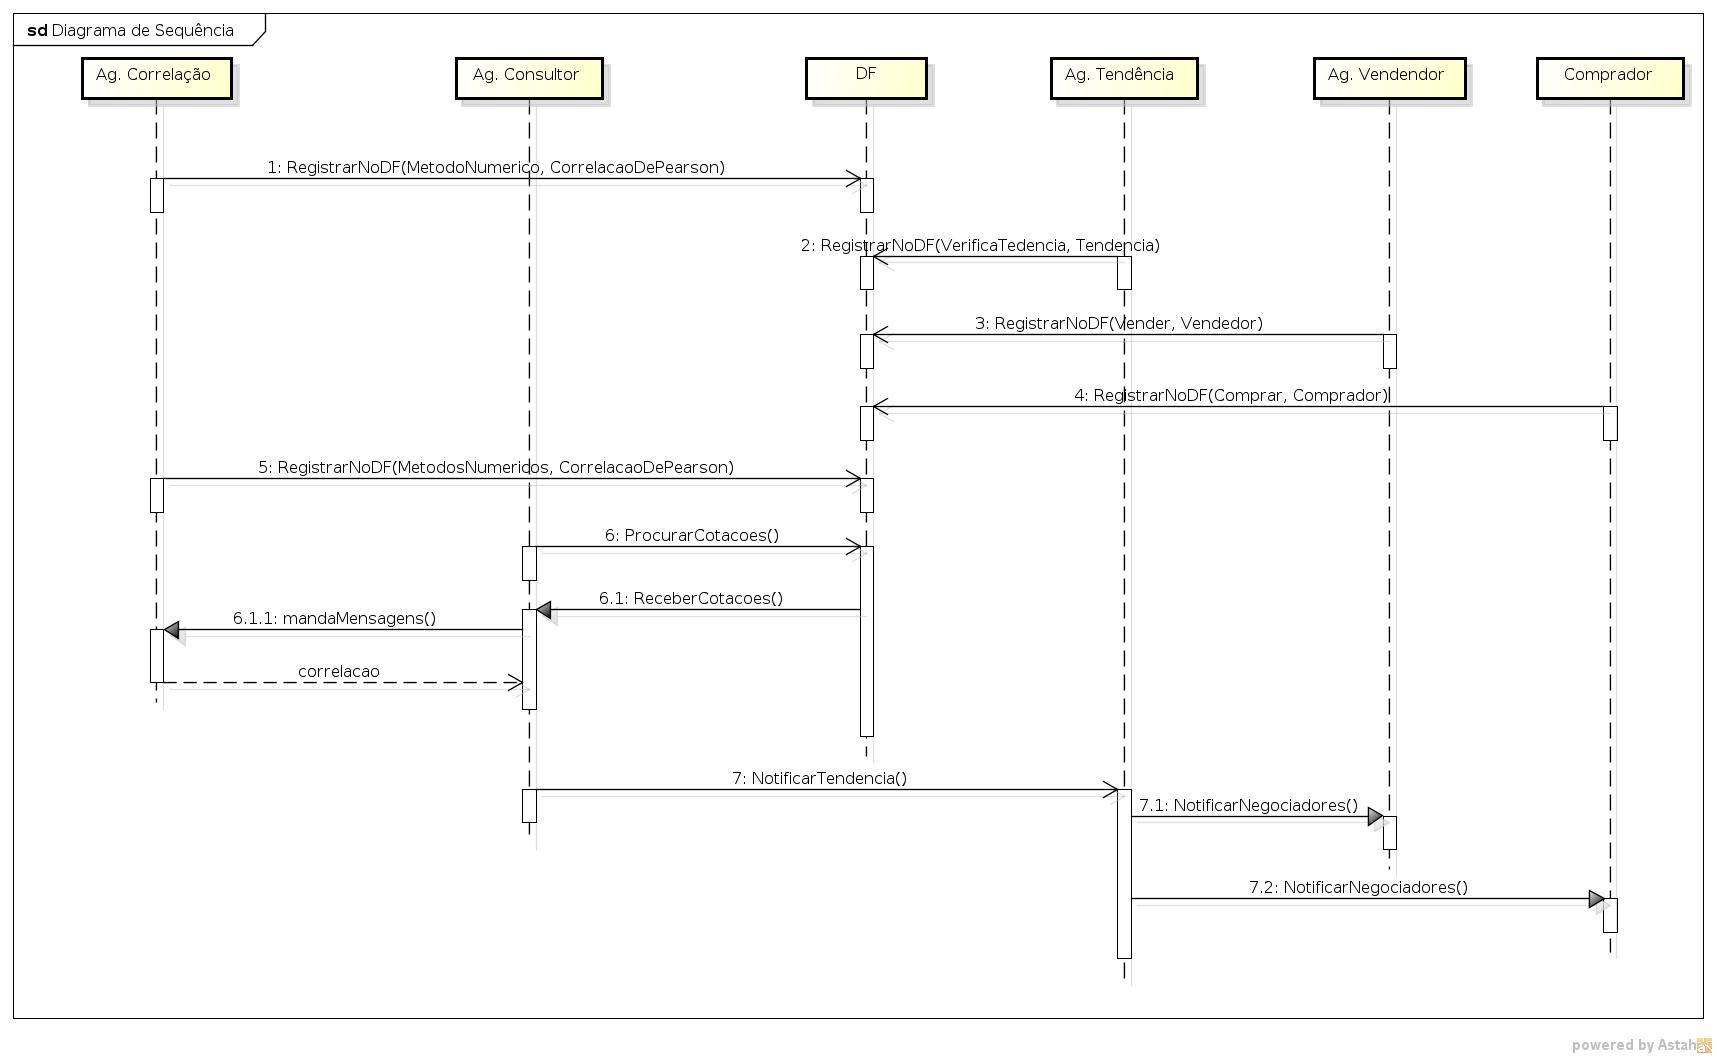 sd Diagrama de Sequência
Ag. Correlação
Ag. Consultor
DF
Ag. Tendência
Ag. Vendendor
Comprador
1: RegistrarNoDF(MetodoNumerico, CorrelacaoDePearson)
2: RegistrarNoDF(VerificaTedencia, Tendencia)
3: RegistrarNoDF(Vender, Vendedor)
4: RegistrarNoDF(Comprar, Comprador)
5: RegistrarNoDF(MetodosNumericos, CorrelacaoDePearson)
6: ProcurarCotacoes()
6.1: ReceberCotacoes()
6.1.1: mandaMensagens()
correlacao
7: NotificarTendencia()
7.1: NotificarNegociadores()
7.2: NotificarNegociadores()
powered by Astah